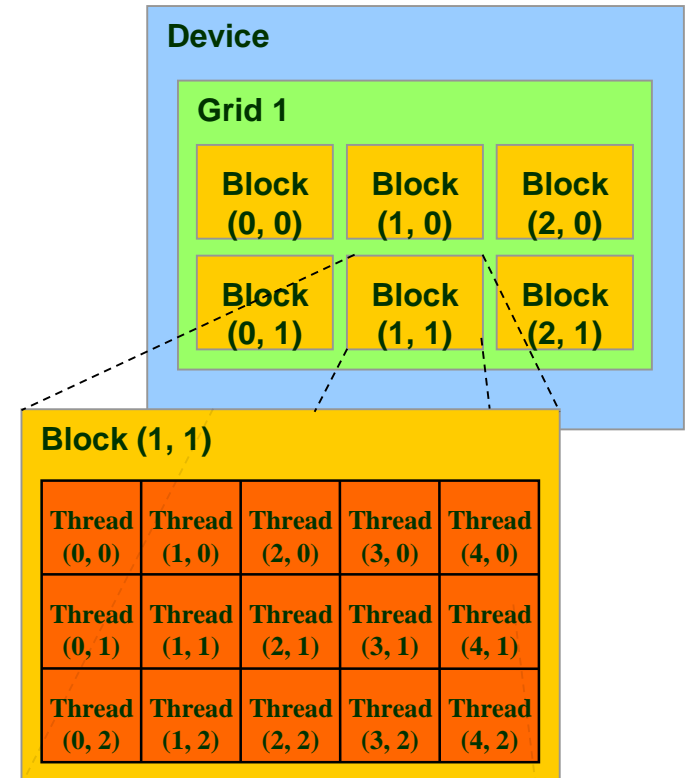 Device
Grid 1
Block Block Block
(0, 0) (1, 0) (2, 0)
Block Block Block
(0, 1) (1, 1) (2, 1)
Block (1, 1)
Thread Thread Thread Thread Thread
(0, 0) (1, 0) (2, 0) (3, 0) (4, 0)
Thread Thread Thread Thread Thread
(0, 1) (1, 1) (2, 1) (3, 1) (4, 1)
Thread Thread Thread Thread Thread
(0, 2) (1, 2) (2, 2) (3, 2) (4, 2)